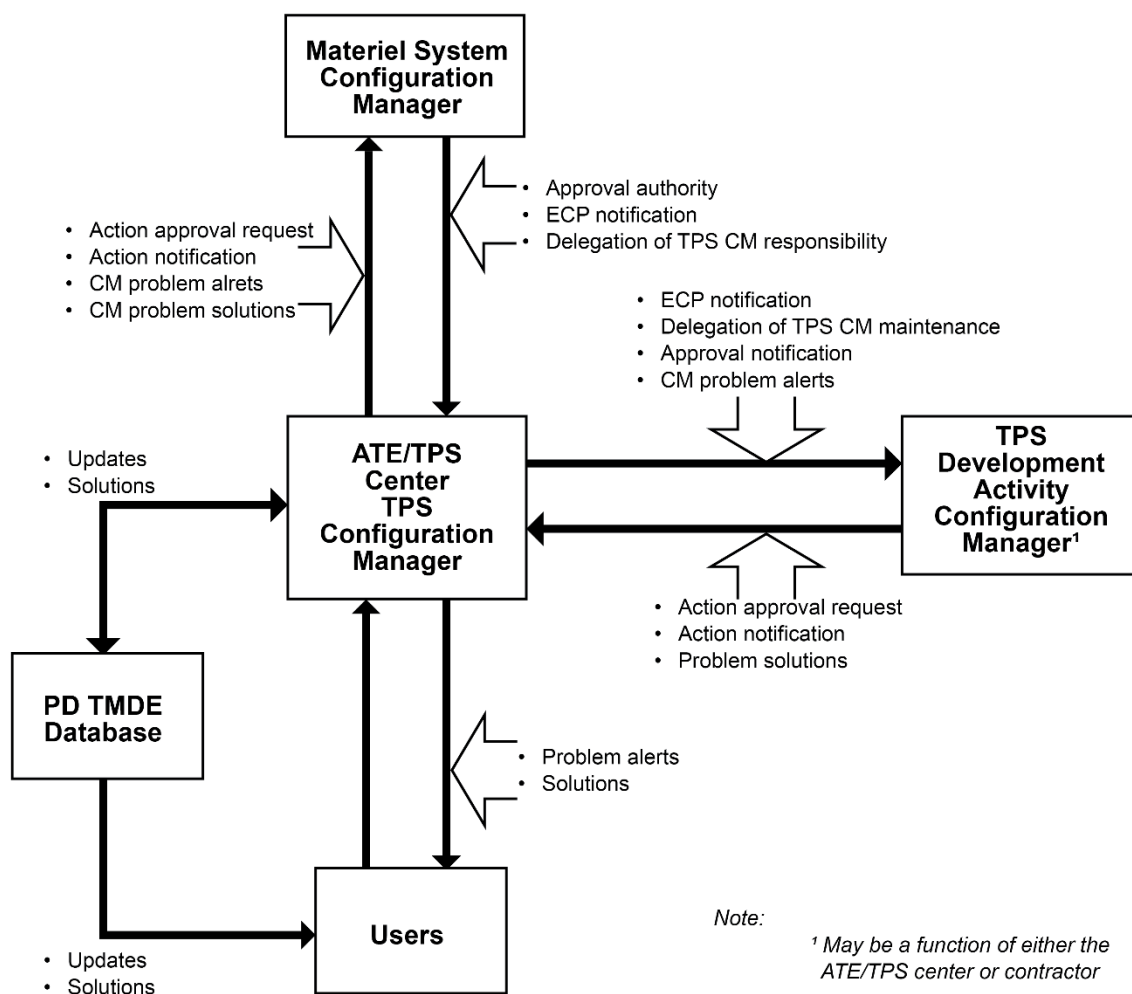 Materiel System
Configuration
Manager
• Approval authority
• ECP notification
• Delegation of TPS CM responsibility
• Action approval request
• Action notification
• CM problem alrets
• CM problem solutions
• ECP notification
• Delegation of TPS CM maintenance
• Approval notification
• CM problem alerts
ATE/TPS
Center
TPS
Configuration
Manager
TPS
Development
Activity
Configuration
Manager¹
• Updates
• Solutions
• Action approval request
• Action notification
• Problem solutions
PD TMDE
Database
• Problem alerts
• Solutions
Users
• Updates
• Solutions
Note:
¹ May be a function of either the
ATE/TPS center or contractor